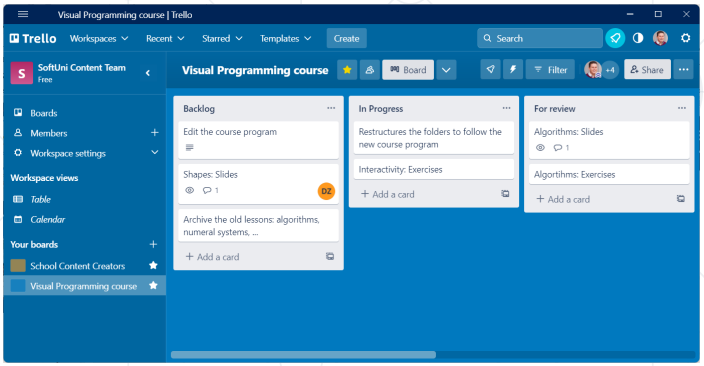 Visual Programming course | Trello
Trello Workspaces Recent Starred Templates Create Search
S SoftUni Content Team
Free
Visual Programming course Board Filter +4 Share
Boards
Members
Workspace settings
Workspace views
Table
Calendar
Your boards
School Content Creators
Visual Programming course
Backlog
Edit the course program
Shapes: Slides
1 DZ
Archive the old lessons: algorithms,
numeral systems, ...
+ Add a card
In Progress
Restructures the folders to follow the
new course program
Interactivity: Exercises
+ Add a card
For review
Algorithms: Slides
1
Algortihms: Exercises
+ Add a card